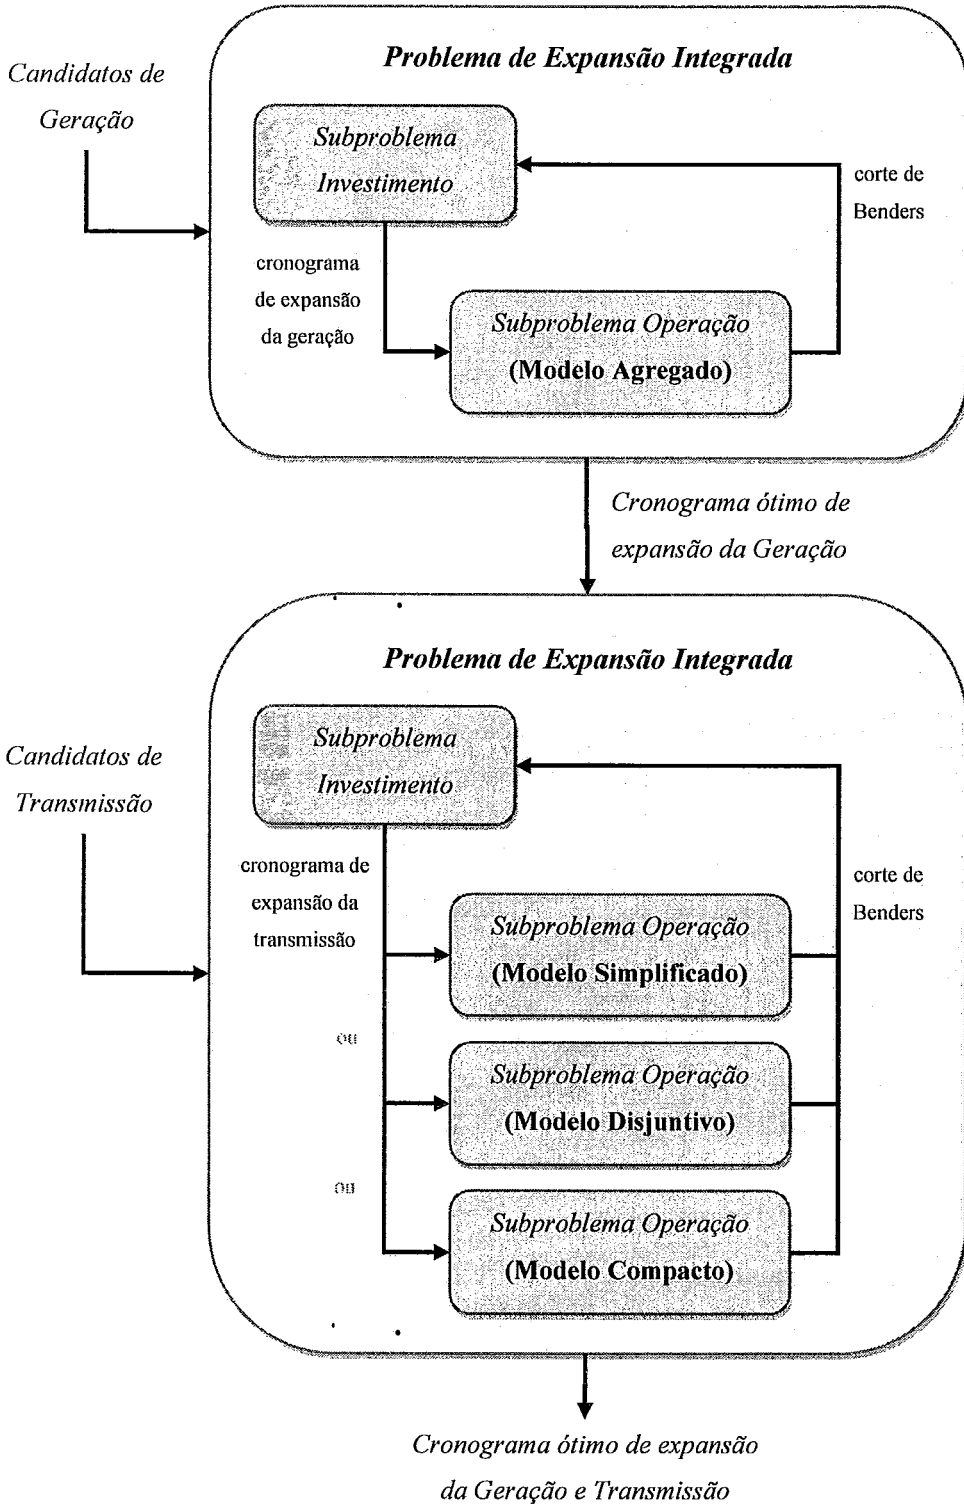 Problema de Expansão Integrada
Candidatos de
Geração
Subproblema
Investimento
corte de
Benders
cronograma
de expansão
da geração
Subproblema Operação
(Modelo Agregado)
Cronograma ótimo de
expansão da Geração
Problema de Expansão Integrada
Candidatos de
Transmissão
Subproblema
Investimento
cronograma de
expansão da
transmissão
corte de
Benders
Subproblema Operação
(Modelo Simplificado)
ou
Subproblema Operação
(Modelo Disjuntivo)
ou
Subproblema Operação
(Modelo Compacto)
Cronograma ótimo de expansão
da Geração e Transmissão